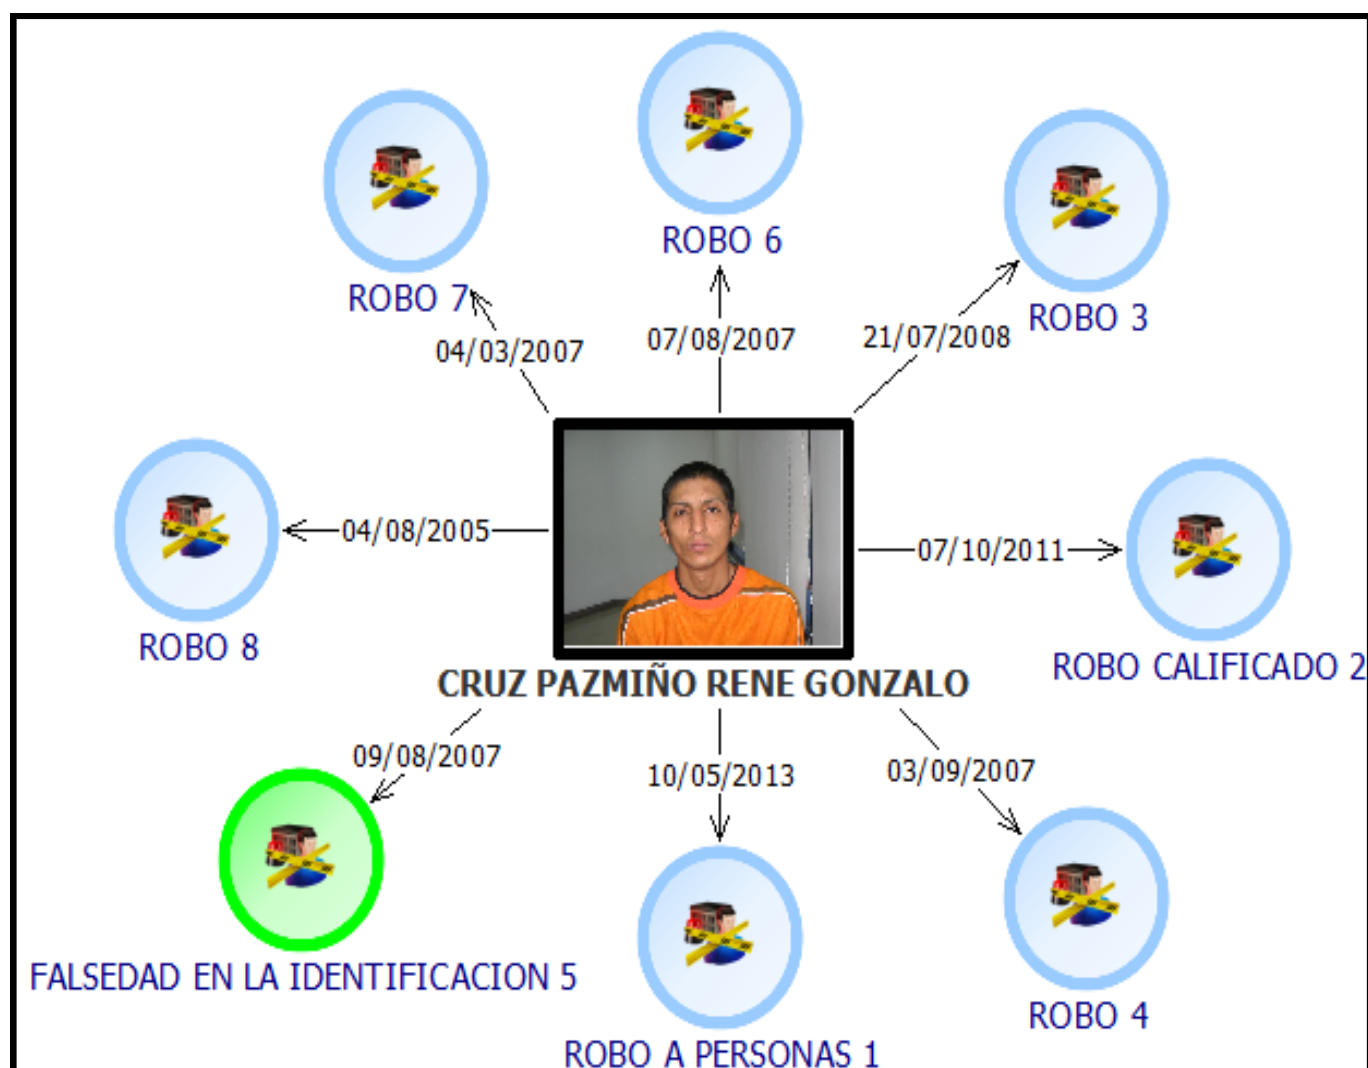 ROBO 6
ROBO 7
ROBO 3
04/03/2007
07/08/2007
21/07/2008
04/08/2005
07/10/2011
ROBO 8
ROBO CALIFICADO 2
CRUZ PAZMIÑO RENE GONZALO
09/08/2007
10/05/2013
03/09/2007
FALSEDAD EN LA IDENTIFICACION 5
ROBO 4
ROBO A PERSONAS 1